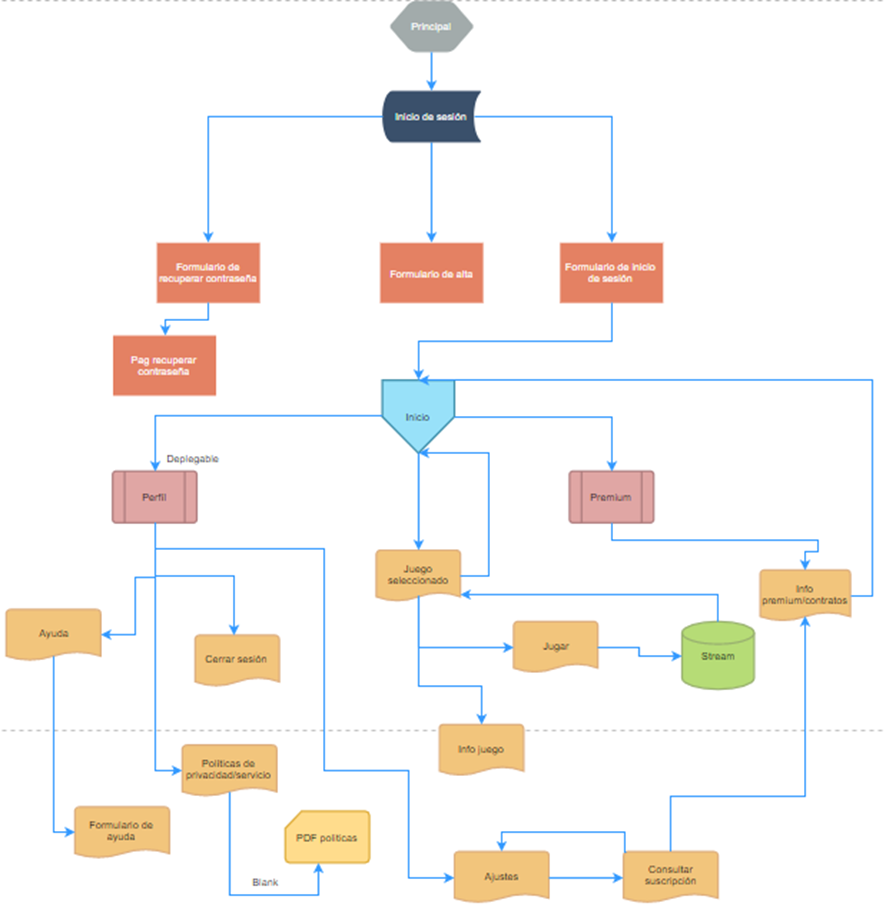 Principal
Inicio de sesión
Formulario de
recuperar contraseña
Formulario de alta
Formulario de inicio
de sesión
Pag recuperar
contraseña
Inicio
Deplegable
Perfil
Premium
Juego
seleccionado
Info
premium/contratos
Ayuda
Cerrar sesión
Jugar
Stream
Info juego
Políticas de
privacidad/servicio
Formulario de
ayuda
PDF políticas
Blank
Ajustes
Consultar
suscripción